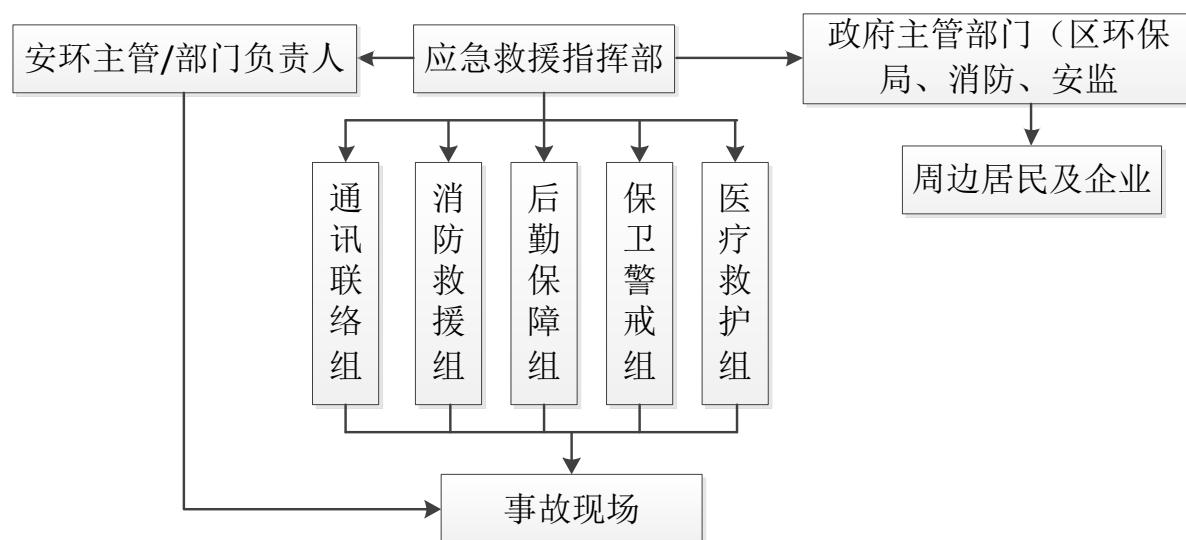 安环主管/部门负责人
应急救援指挥部
政府主管部门（区环保
局、消防、安监
周边居民及企业
通讯联络组
消防救援组
后勤保障组
保卫警戒组
医疗救护组
事故现场